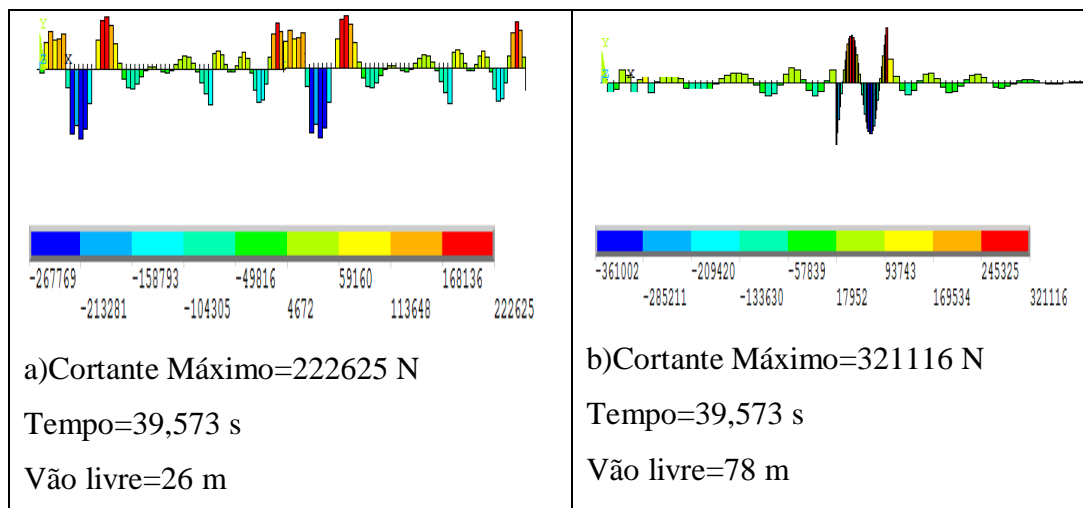 Y
Z X
-267769 -158793 -49816 59160 168136
-213281 -104305 4672 113648 222625
a)Cortante Máximo=222625 N
Tempo=39,573 s
Vão livre=26 m
Y
Z X
-361002 -209420 -57839 93743 245325
-285211 -133630 17952 169534 321116
b)Cortante Máximo=321116 N
Tempo=39,573 s
Vão livre=78 m